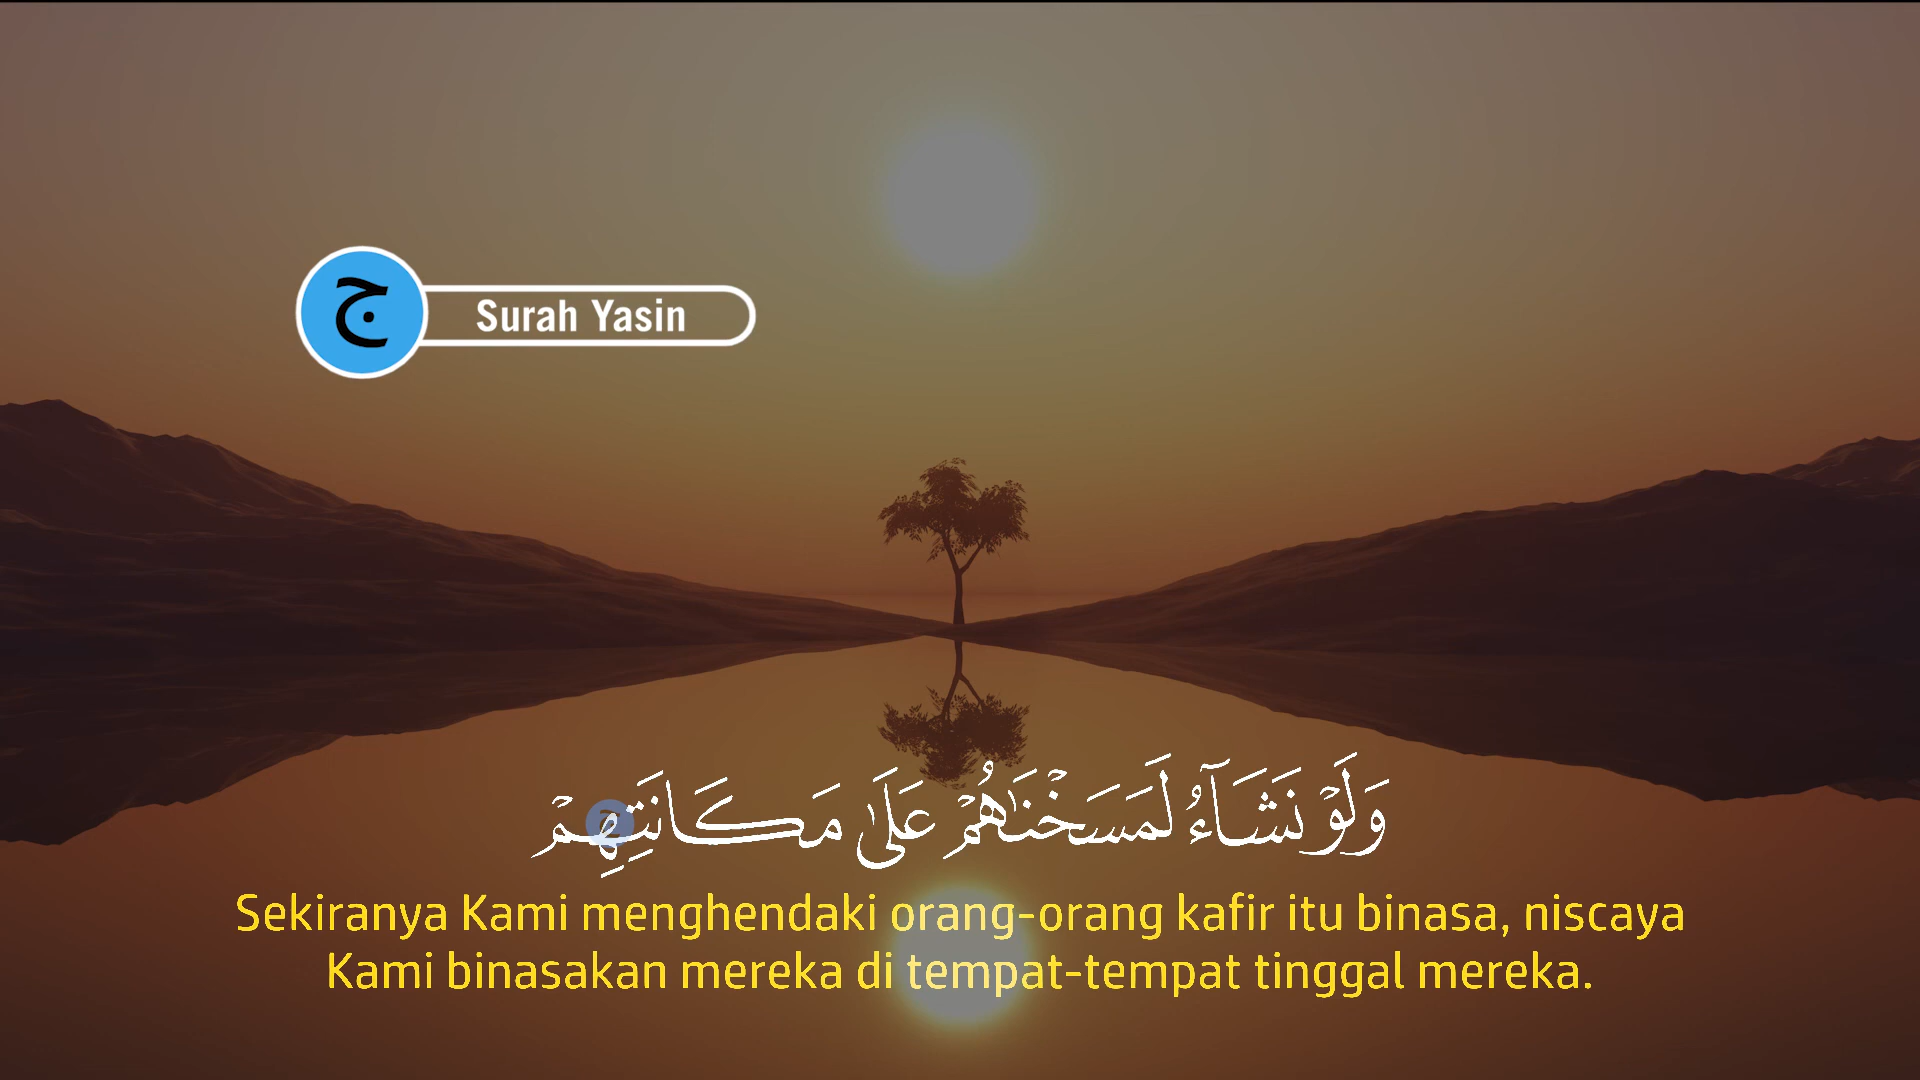 ج
Surah Yasin
وَلَوْ نَشَآءُ لَمَسَخْنَٰهُمْ عَلَىٰ مَكَانَتِهِمْ
Sekiranya Kami menghendaki orang-orang kafir itu binasa, niscaya
Kami binasakan mereka di tempat-tempat tinggal mereka.